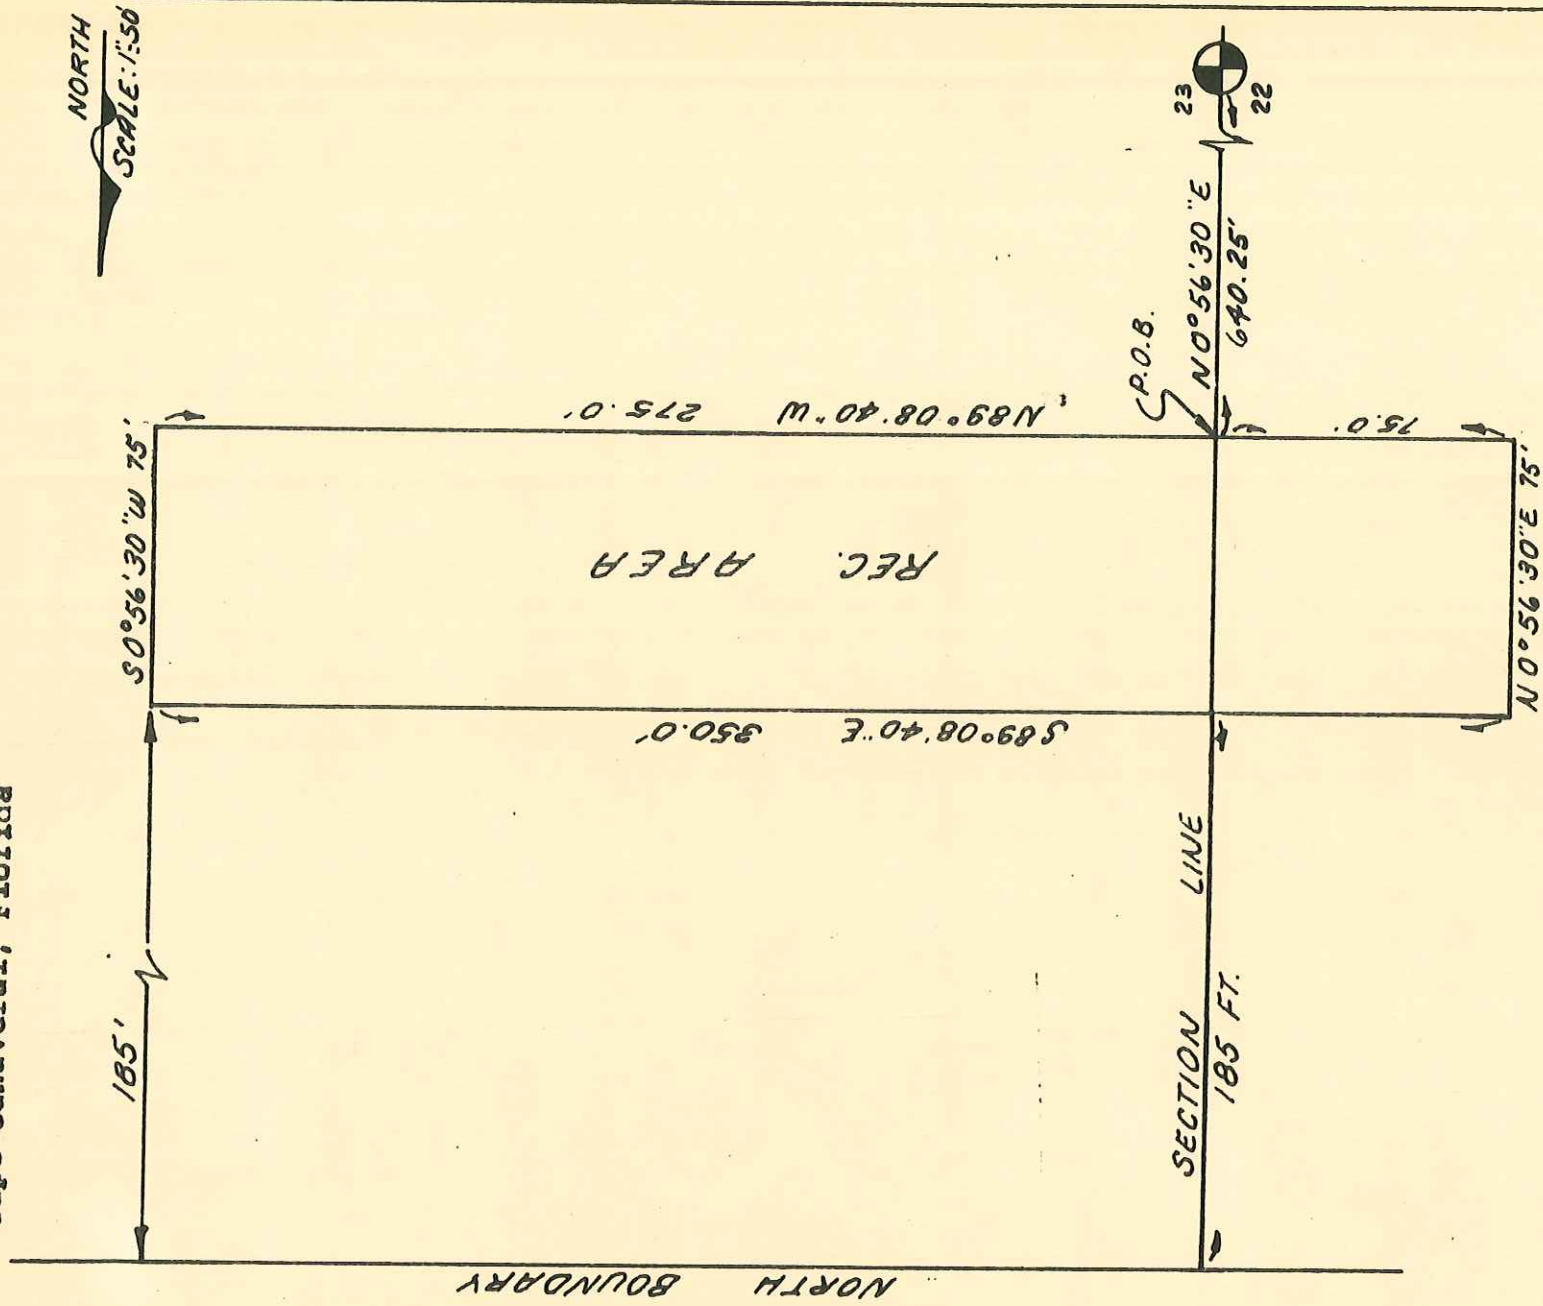 NORTH
SCALE: 1":50'
Canaveral, Florida
S0°56'30"W 75'
185'
N89°08'40"W 275.0'
REC. AREA
S89°08'40"E 350.0'
P.O.B.
N0°56'30"E
640.25'
23
22
75.0'
N0°56'30"E 75'
SECTION LINE
185 FT.
NORTH BOUNDARY